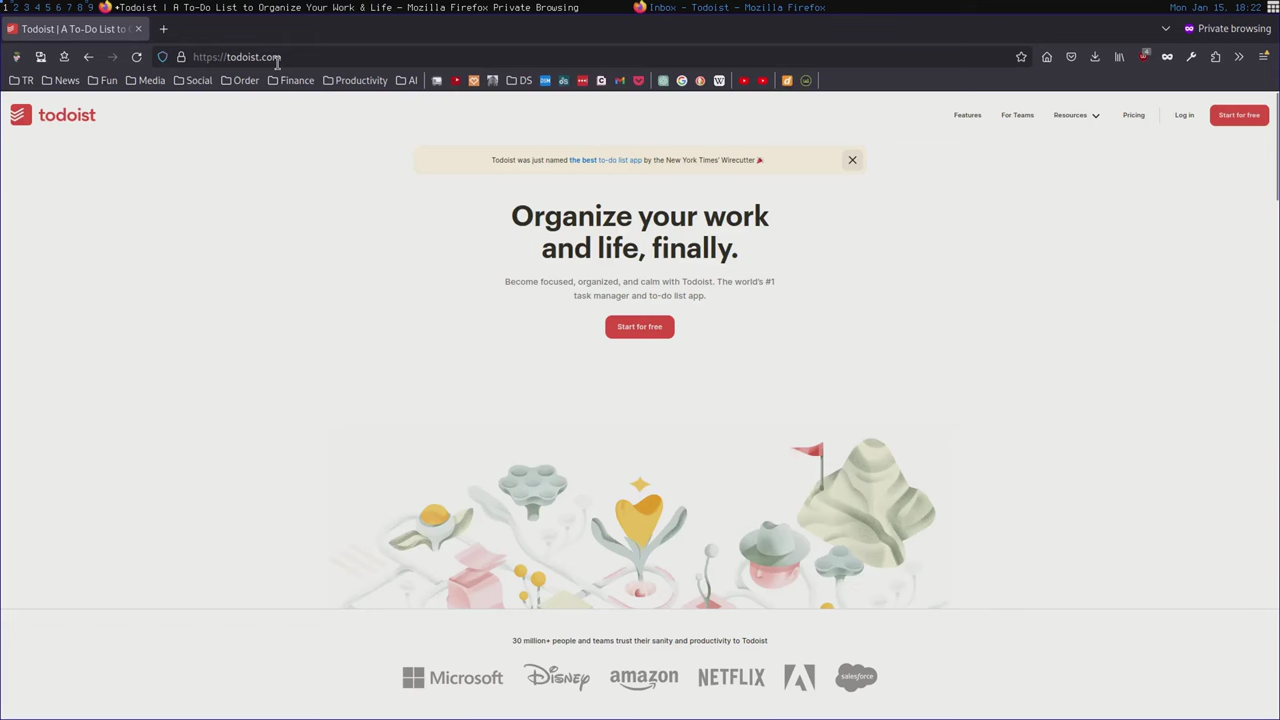 1 2 3 4 5 6 7 8 9
+Todoist | A To-Do List to Organize Your Work & Life — Mozilla Firefox Private Browsing
Inbox - Todoist - Mozilla Firefox
Mon Jan 15, 18:22
Todoist | A To-Do List to O
Private browsing
https://todoist.com
4
TR
News
Fun
Media
Social
Order
Finance
Productivity
AI
DS
todoist
Features
For Teams
Resources
Pricing
Log in
Start for free
Todoist was just named the best to-do list app by the New York Times' Wirecutter
Organize your work
and life, finally.
Become focused, organized, and calm with Todoist. The world's #1
task manager and to-do list app.
Start for free
30 million+ people and teams trust their sanity and productivity to Todoist
Microsoft
Disney
amazon
NETFLIX
salesforce